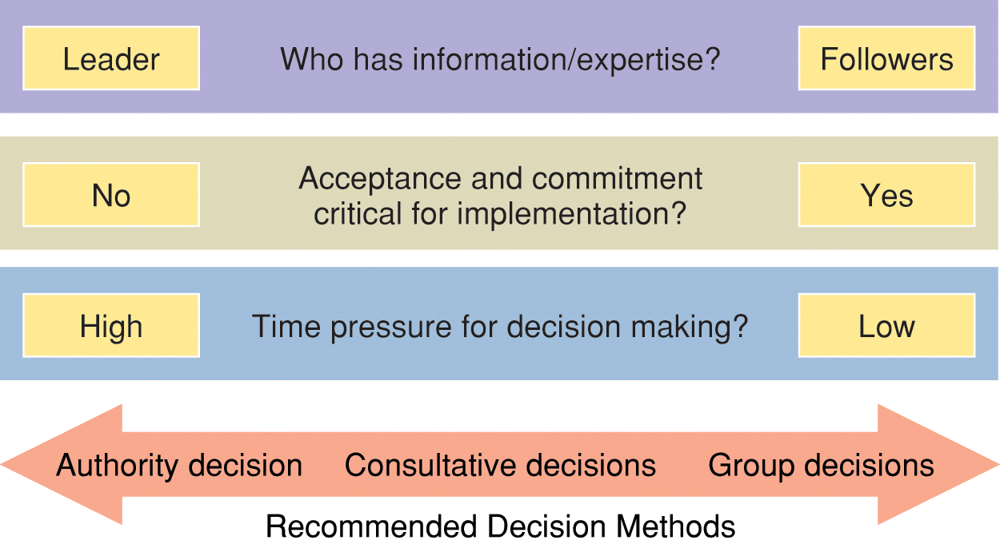 Leader
Who has information/expertise?
Followers
No
Acceptance and commitment
critical for implementation?
Yes
High
Time pressure for decision making?
Low
Authority decision
Consultative decisions
Group decisions
Recommended Decision Methods